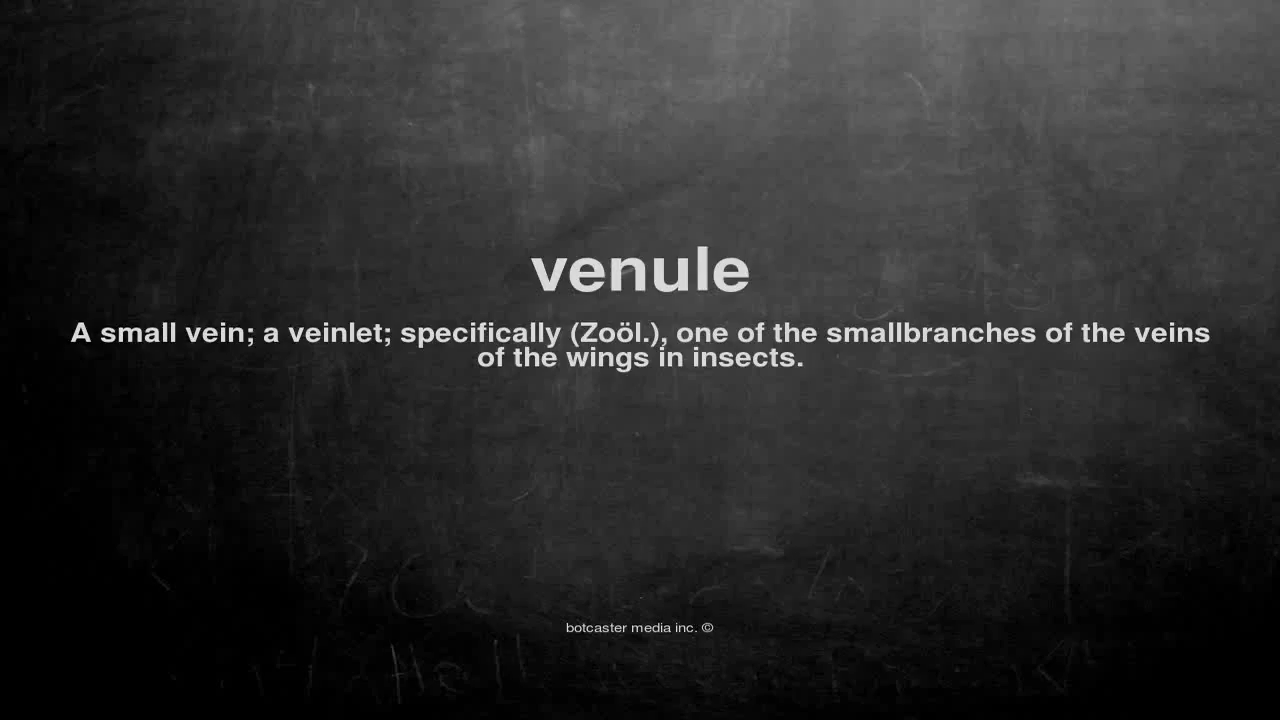 venule
A small vein; a veinlet; specifically (Zoöl.), one of the smallbranches of the veins
of the wings in insects.
botcaster media inc. ©